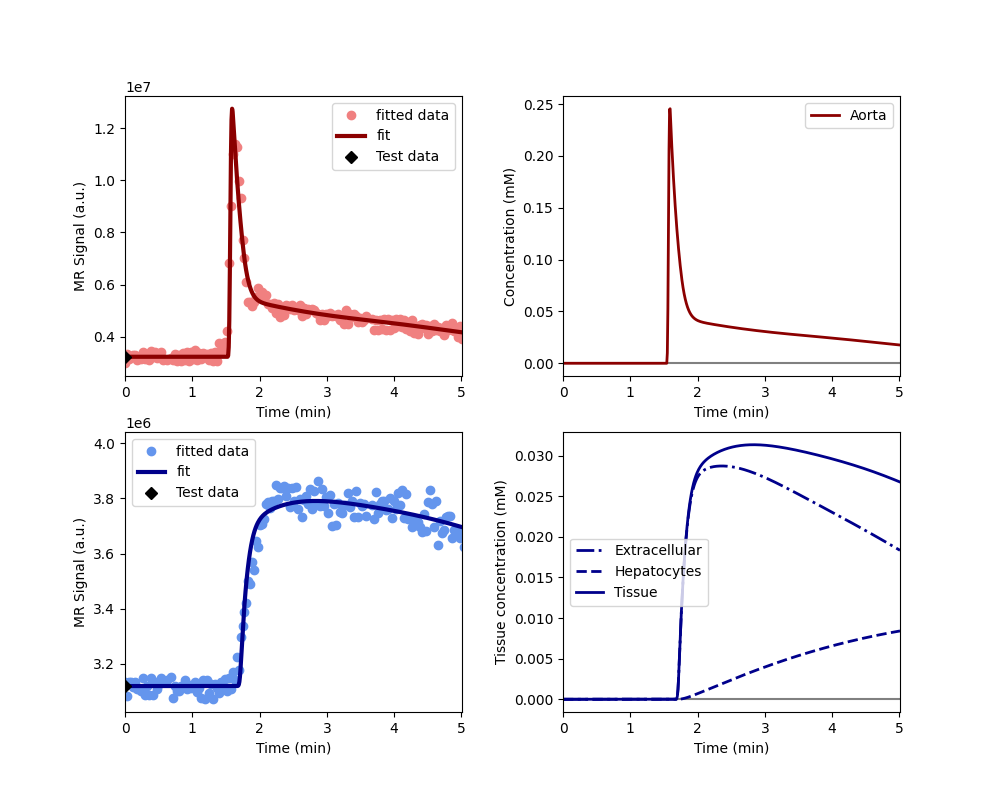 1e7
MR Signal (a.u.)
1.2
1.0
0.8
0.6
0.4
fitted data
fit
Test data
0 1 2 3 4 5
Time (min)
Concentration (mM)
0.25
0.20
0.15
0.10
0.05
0.00
Aorta
0 1 2 3 4 5
Time (min)
1e6
MR Signal (a.u.)
4.0
3.8
3.6
3.4
3.2
fitted data
fit
Test data
0 1 2 3 4 5
Time (min)
Tissue concentration (mM)
0.030
0.025
0.020
0.015
0.010
0.005
0.000
Extracellular
Hepatocytes
Tissue
0 1 2 3 4 5
Time (min)